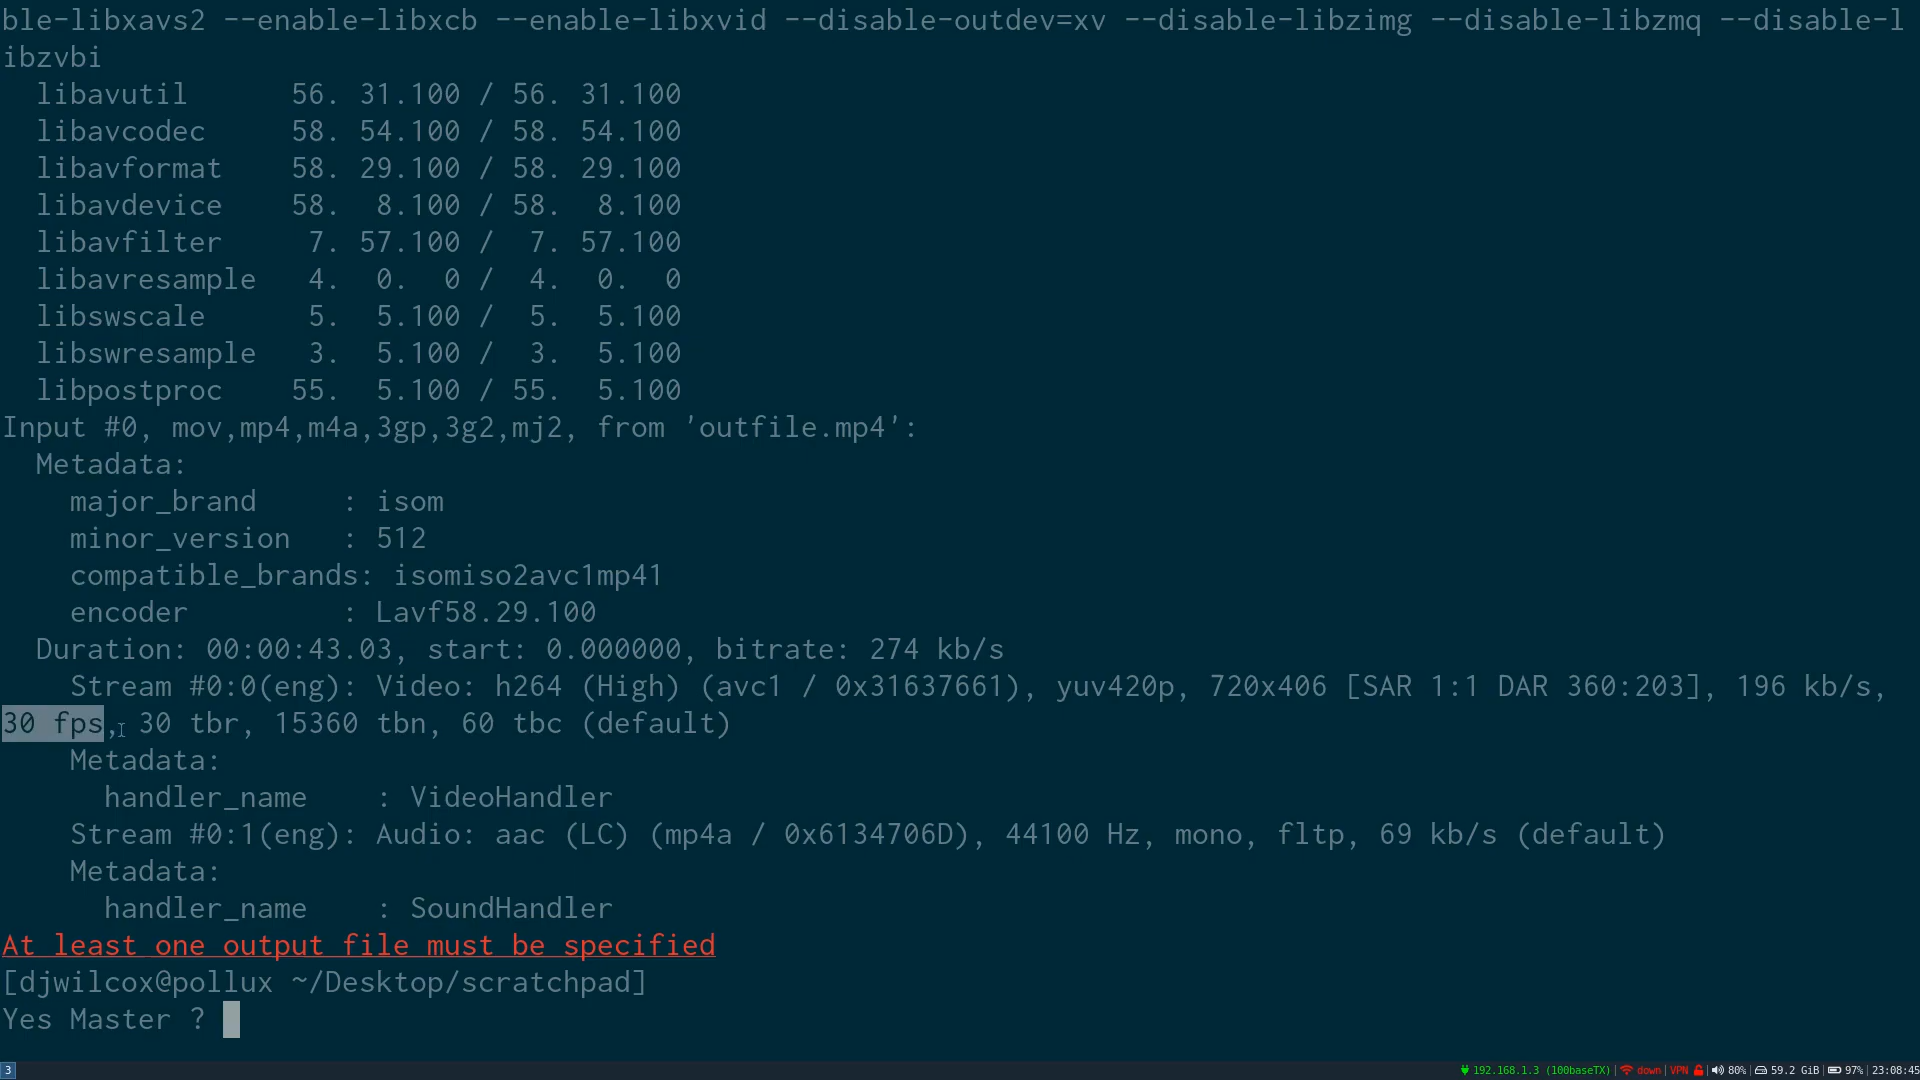 ble-libxavs2 --enable-libxcb --enable-libxvid --disable-outdev=xv --disable-libzimg --disable-libzmq --disable-l
ibzvbi
  libavutil      56. 31.100 / 56. 31.100
  libavcodec     58. 54.100 / 58. 54.100
  libavformat    58. 29.100 / 58. 29.100
  libavdevice    58.  8.100 / 58.  8.100
  libavfilter     7. 57.100 /  7. 57.100
  libavresample   4.  0.  0 /  4.  0.  0
  libswscale      5.  5.100 /  5.  5.100
  libswresample   3.  5.100 /  3.  5.100
  libpostproc    55.  5.100 / 55.  5.100
Input #0, mov,mp4,m4a,3gp,3g2,mj2, from 'outfile.mp4':
  Metadata:
    major_brand     : isom
    minor_version   : 512
    compatible_brands: isomiso2avc1mp41
    encoder         : Lavf58.29.100
  Duration: 00:00:43.03, start: 0.000000, bitrate: 274 kb/s
    Stream #0:0(eng): Video: h264 (High) (avc1 / 0x31637661), yuv420p, 720x406 [SAR 1:1 DAR 360:203], 196 kb/s,
30 fps, 30 tbr, 15360 tbn, 60 tbc (default)
    Metadata:
      handler_name    : VideoHandler
    Stream #0:1(eng): Audio: aac (LC) (mp4a / 0x6134706D), 44100 Hz, mono, fltp, 69 kb/s (default)
    Metadata:
      handler_name    : SoundHandler
At least one output file must be specified
[djwilcox@pollux ~/Desktop/scratchpad]
Yes Master ?
3 192.168.1.3 (100baseTX)| down|VPN | 80%| 59.2 GiB| 97%|23:08:45